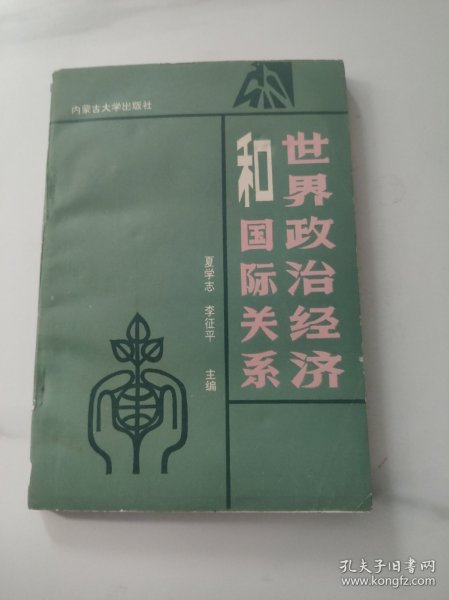 内蒙古大学出版社
世界政治经济
和国际关系
夏学志 李征平 主编
孔夫子旧书网
www.kongfz.com